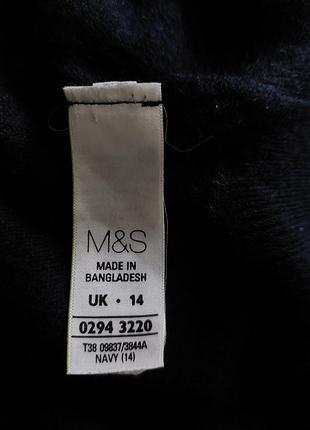 M&S
MADE IN
BANGLADESH
UK • 14
0294 3220
T38 09837/3844A
NAVY (14)